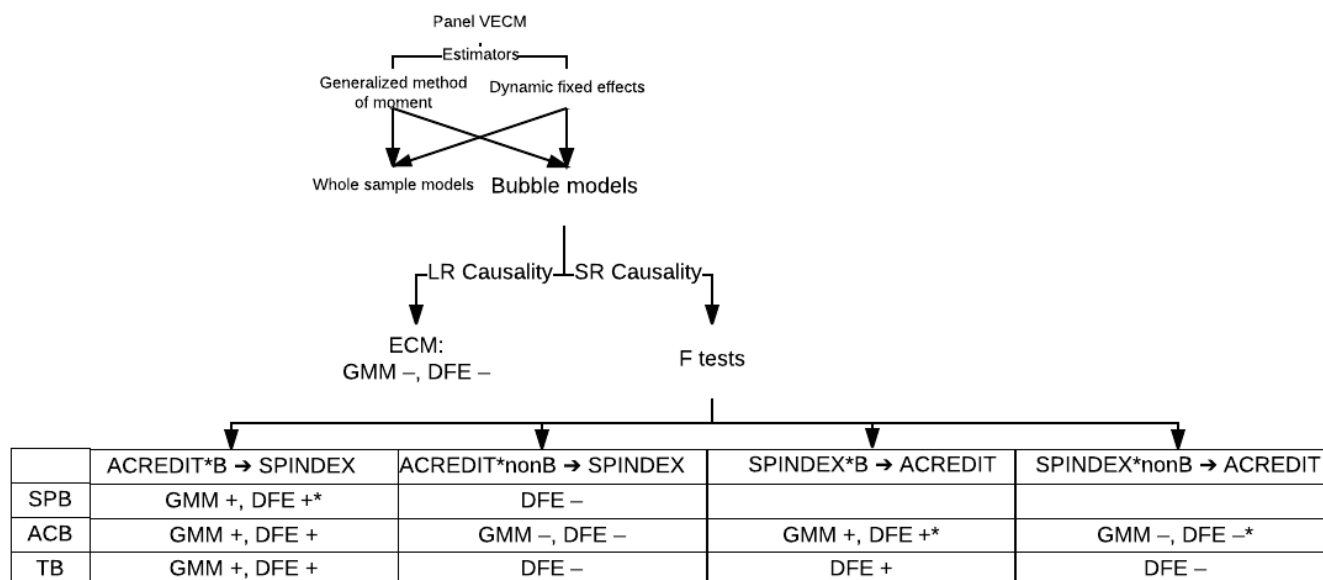 Panel VECM
Estimators
Generalized method
of moment
Dynamic fixed effects
Whole sample models
Bubble models
LR Causality
SR Causality
ECM:
GMM –, DFE –
F tests
ACREDIT*B ➔ SPINDEX
ACREDIT*nonB ➔ SPINDEX
SPINDEX*B ➔ ACREDIT
SPINDEX*nonB ➔ ACREDIT
SPB
GMM +, DFE +*
DFE –
ACB
GMM +, DFE +
GMM –, DFE –
GMM +, DFE +*
GMM –, DFE –*
TB
GMM +, DFE +
DFE –
DFE +
DFE –